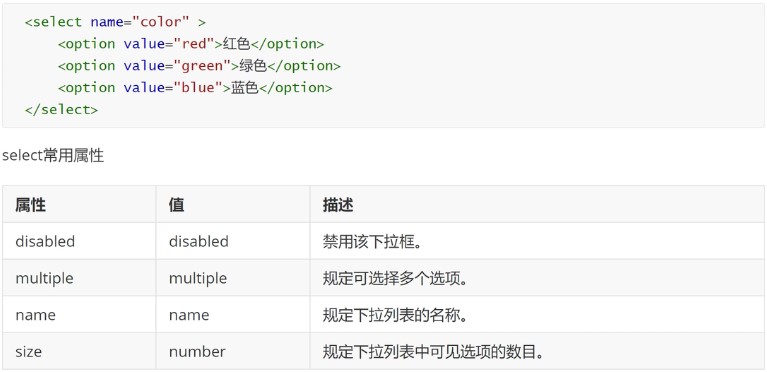 <select name="color" >
<option value="red">红色</option>
<option value="green">绿色</option>
<option value="blue">蓝色</option>
</select>
select常用属性
属性 值 描述
disabled disabled 禁用该下拉框。
multiple multiple 规定可选择多个选项。
name name 规定下拉列表的名称。
size number 规定下拉列表中可见选项的数目。